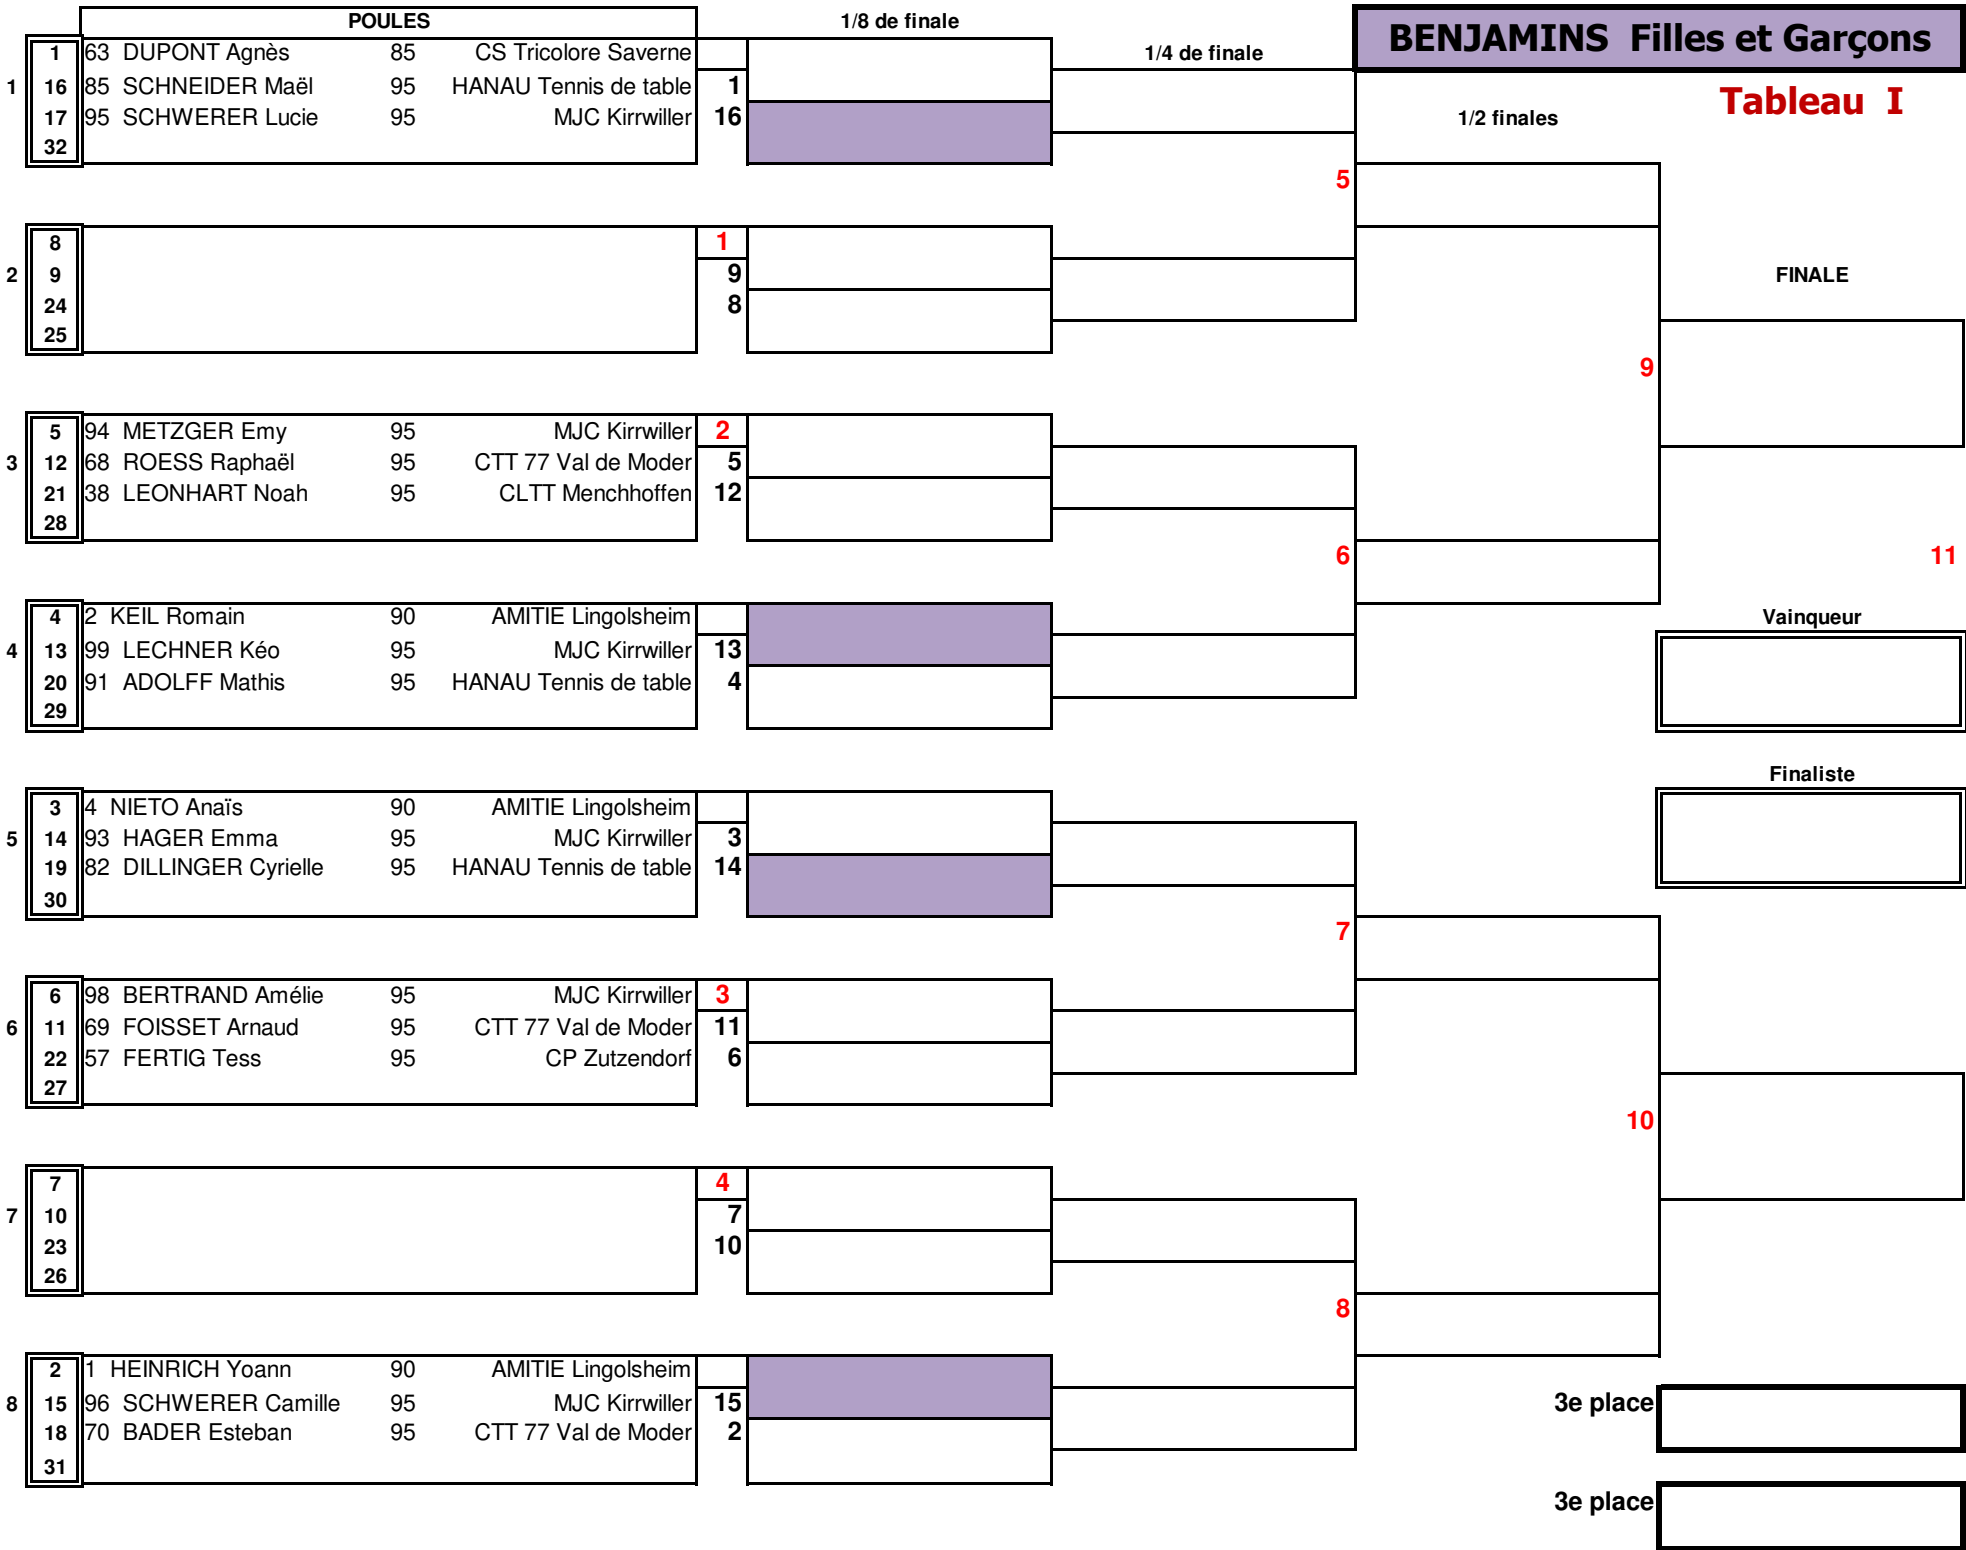 POULES
1/8 de finale
BENJAMINS Filles et Garçons
1/4 de finale
Tableau I
1/2 finales
1
1 63 DUPONT Agnès 85 CS Tricolore Saverne
16 85 SCHNEIDER Maël 95 HANAU Tennis de table 1
17 95 SCHWERER Lucie 95 MJC Kirrwiller 16
32
5
2
8 1
9 9
24 8
25
FINALE
9
3
5 94 METZGER Emy 95 MJC Kirrwiller 2
12 68 ROESS Raphaël 95 CTT 77 Val de Moder 5
21 38 LEONHART Noah 95 CLTT Menchhoffen 12
28
6
11
4
4 2 KEIL Romain 90 AMITIE Lingolsheim
13 99 LECHNER Kéo 95 MJC Kirrwiller 13
20 91 ADOLFF Mathis 95 HANAU Tennis de table 4
29
Vainqueur
Finaliste
5
3 4 NIETO Anaïs 90 AMITIE Lingolsheim
14 93 HAGER Emma 95 MJC Kirrwiller 3
19 82 DILLINGER Cyrielle 95 HANAU Tennis de table 14
30
7
6
6 98 BERTRAND Amélie 95 MJC Kirrwiller 3
11 69 FOISSET Arnaud 95 CTT 77 Val de Moder 11
22 57 FERTIG Tess 95 CP Zutzendorf 6
27
10
7
7 4
10 7
23 10
26
8
8
2 1 HEINRICH Yoann 90 AMITIE Lingolsheim
15 96 SCHWERER Camille 95 MJC Kirrwiller 15
18 70 BADER Esteban 95 CTT 77 Val de Moder 2
31
3e place
3e place